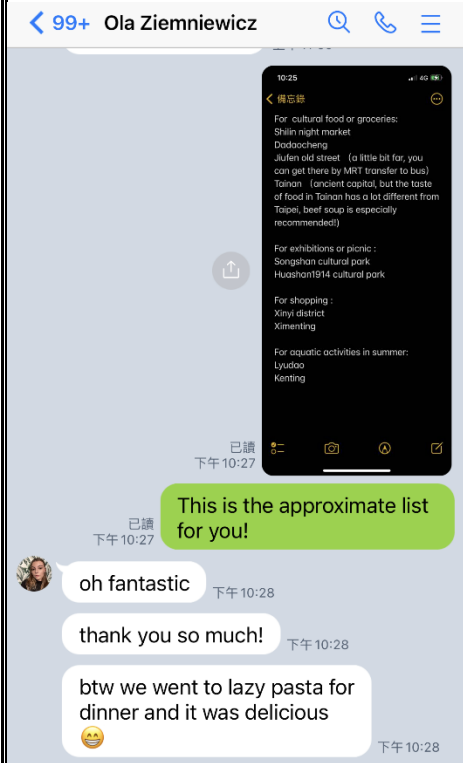 99+ Ola Ziemniewicz
10:25
4G
備忘錄
For cultural food or groceries:
Shilin night market
Dadaocheng
Jiufen old street （a little bit far, you
can get there by MRT transfer to bus）
Tainan （ancient capital, but the taste
of food in Tainan has a lot different from
Taipei, beef soup is especially
recommended!)
For exhibitions or picnic :
Songshan cultural park
Huashan1914 cultural park
For shopping :
Xinyi district
Ximenting
For aquatic activities in summer:
Lyudao
Kenting
已讀
下午10:27
This is the approximate list
for you!
已讀
下午10:27
oh fantastic
下午10:28
thank you so much!
下午10:28
btw we went to lazy pasta for
dinner and it was delicious
😁
下午10:28